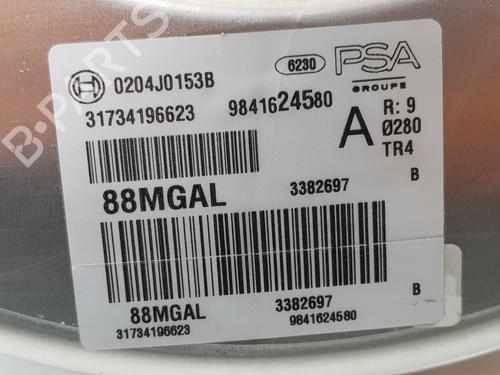 0204J0153B
6230
PSA
GROUPE
31734196623
9841624580
A
R: 9
Ø280
TR4
88MGAL
3382697
B
88MGAL
3382697
B
31734196623
9841624580
B-PARTS